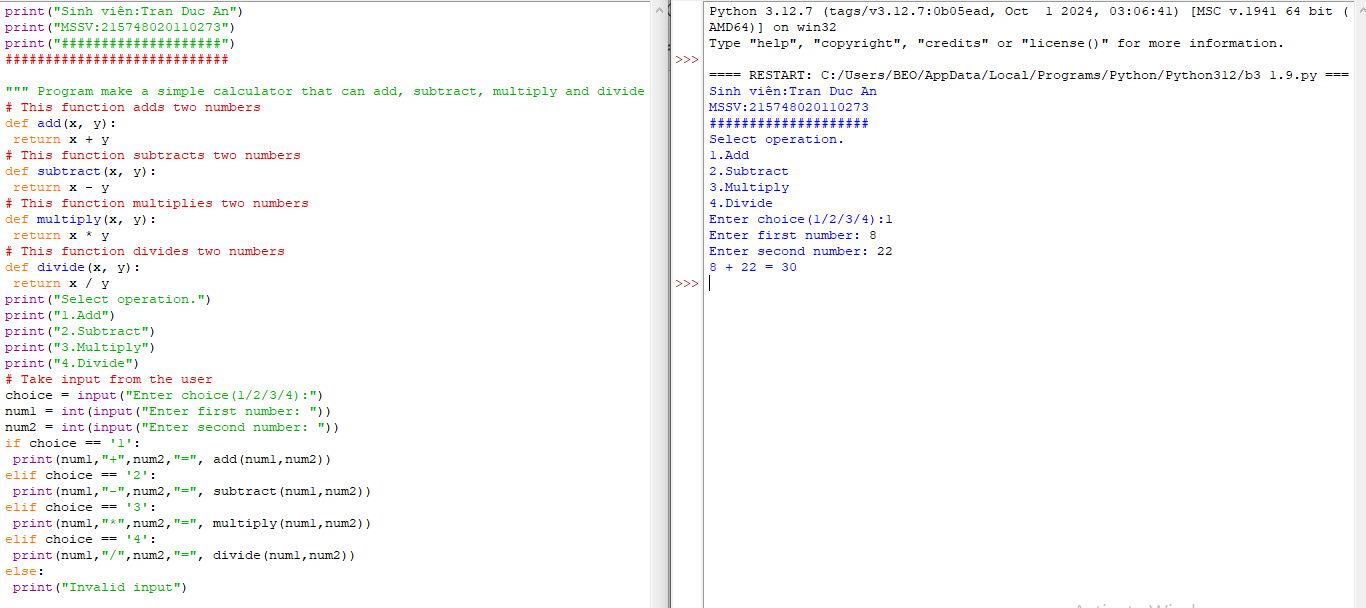 print("Sinh viên:Tran Duc An")
print("MSSV:215748020110273")
print("####################")
############################
""" Program make a simple calculator that can add, subtract, multiply and divide
# This function adds two numbers
def add(x, y):
 return x + y
# This function subtracts two numbers
def subtract(x, y):
 return x - y
# This function multiplies two numbers
def multiply(x, y):
 return x * y
# This function divides two numbers
def divide(x, y):
 return x / y
print("Select operation.")
print("1.Add")
print("2.Subtract")
print("3.Multiply")
print("4.Divide")
# Take input from the user
choice = input("Enter choice(1/2/3/4):")
num1 = int(input("Enter first number: "))
num2 = int(input("Enter second number: "))
if choice == '1':
 print(num1,"+",num2,"=", add(num1,num2))
elif choice == '2':
 print(num1,"-",num2,"=", subtract(num1,num2))
elif choice == '3':
 print(num1,"*",num2,"=", multiply(num1,num2))
elif choice == '4':
 print(num1,"/",num2,"=", divide(num1,num2))
else:
 print("Invalid input")
Python 3.12.7 (tags/v3.12.7:0b05ead, Oct  1 2024, 03:06:41) [MSC v.1941 64 bit (
AMD64)] on win32
Type "help", "copyright", "credits" or "license()" for more information.
>>>
==== RESTART: C:/Users/BEO/AppData/Local/Programs/Python/Python312/b3 1.9.py ===
Sinh viên:Tran Duc An
MSSV:215748020110273
####################
Select operation.
1.Add
2.Subtract
3.Multiply
4.Divide
Enter choice(1/2/3/4):1
Enter first number: 8
Enter second number: 22
8 + 22 = 30
>>>